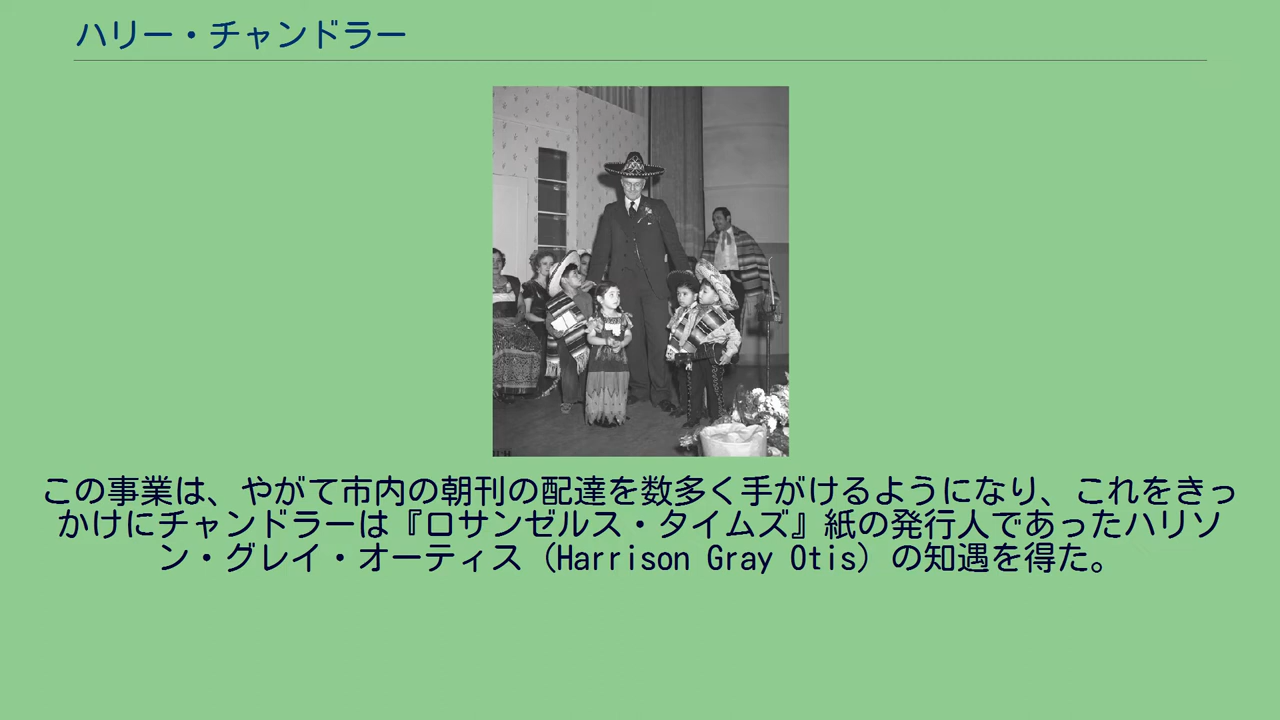 ハリー・チャンドラー
この事業は、やがて市内の朝刊の配達を数多く手がけるようになり、これをきっ
かけにチャンドラーは『ロサンゼルス・タイムズ』紙の発行人であったハリソ
ン・グレイ・オーティス（Harrison Gray Otis）の知遇を得た。